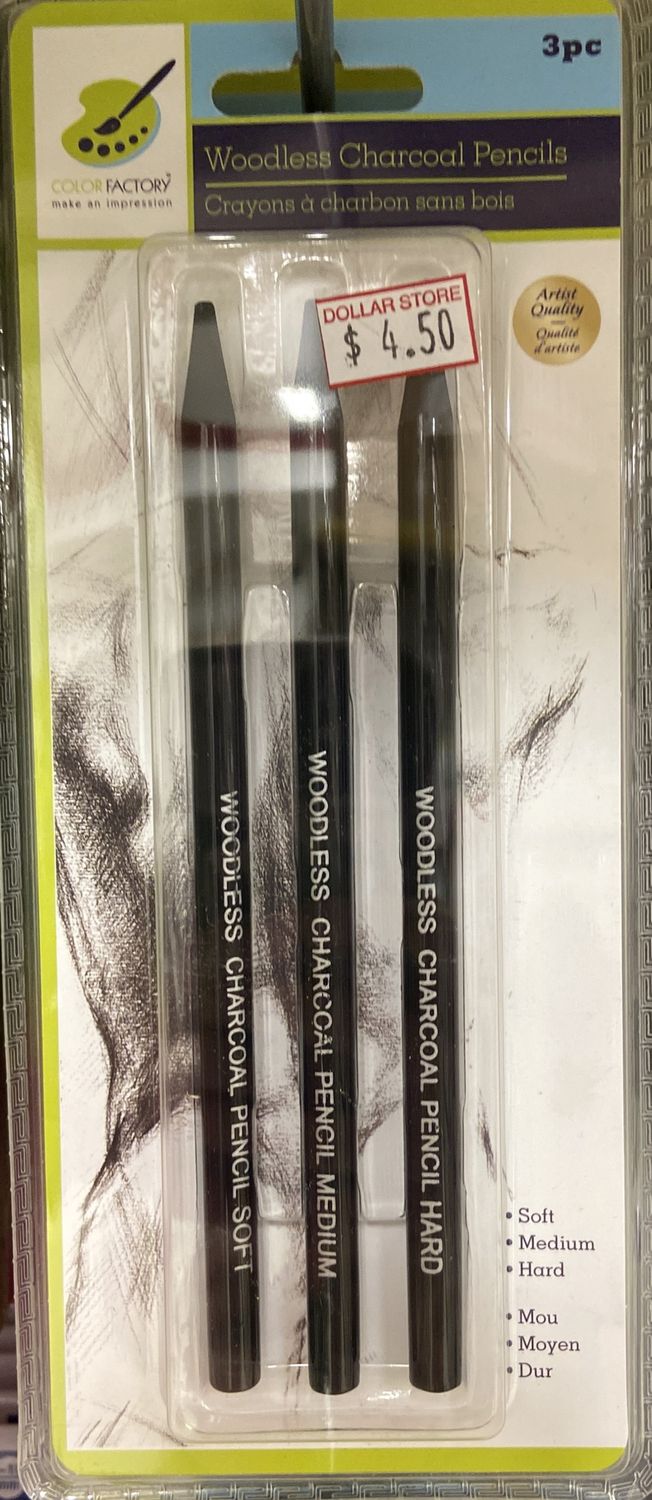 3pc
COLOR FACTORY
make an impression
Woodless Charcoal Pencils
Crayons à charbon sans bois
DOLLAR STORE
$ 4.50
Artist
Quality
Qualité
d'artiste
WOODLESS CHARCOAL PENCIL SOFT
WOODLESS CHARCOAL PENCIL MEDIUM
WOODLESS CHARCOAL PENCIL HARD
• Soft
• Medium
• Hard
• Mou
• Moyen
• Dur